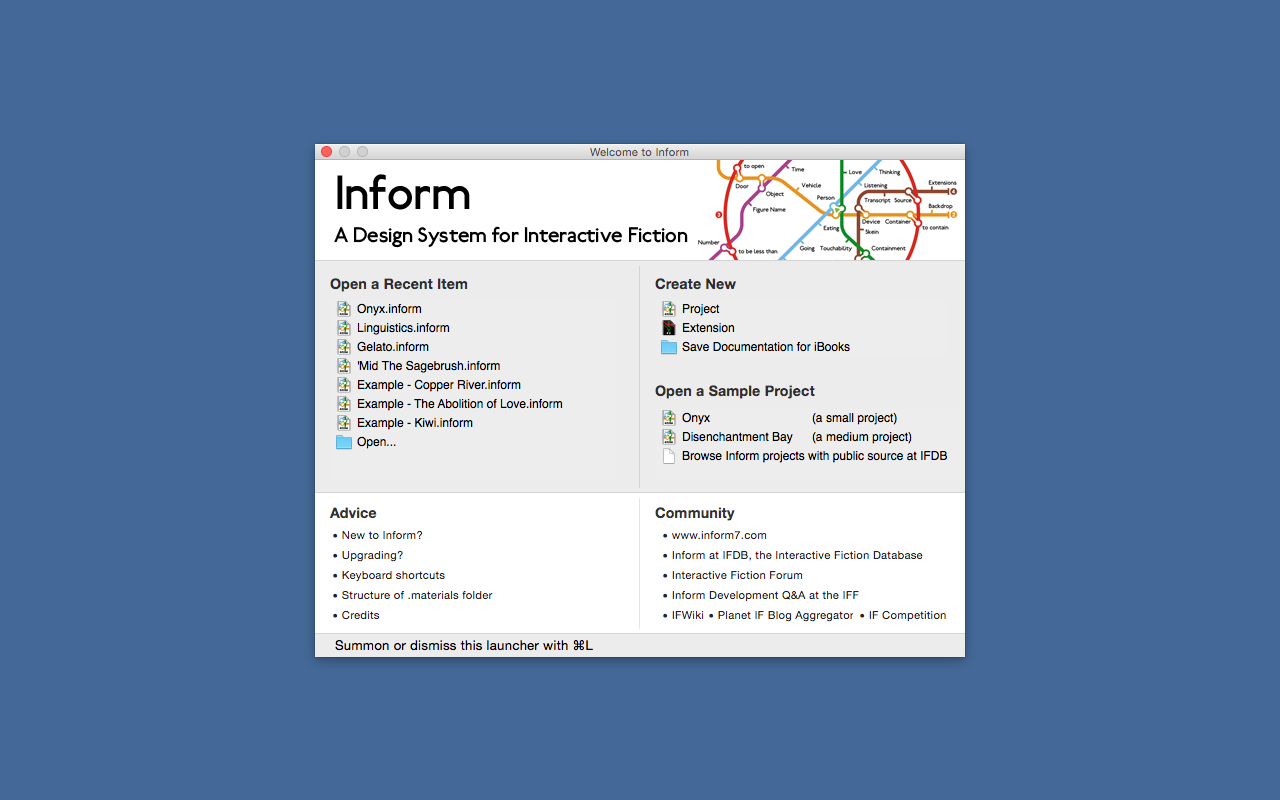 Welcome to Inform
Inform
A Design System for Interactive Fiction
to open
Time
Love
Thinking
Door
Object
Vehicle
Listening
Extensions
4
Person
Transcript
Source
Figure Name
Backdrop
3
3
Device
Container
to contain
Eating
Skein
Number
to be less than
Going
Touchability
Containment
Open a Recent Item
Onyx.inform
Linguistics.inform
Gelato.inform
'Mid The Sagebrush.inform
Example - Copper River.inform
Example - The Abolition of Love.inform
Example - Kiwi.inform
Open...
Create New
Project
Extension
Save Documentation for iBooks
Open a Sample Project
Onyx (a small project)
Disenchantment Bay (a medium project)
Browse Inform projects with public source at IFDB
Advice
• New to Inform?
• Upgrading?
• Keyboard shortcuts
• Structure of .materials folder
• Credits
Community
• www.inform7.com
• Inform at IFDB, the Interactive Fiction Database
• Interactive Fiction Forum
• Inform Development Q&A at the IFF
• IFWiki • Planet IF Blog Aggregator • IF Competition
Summon or dismiss this launcher with ⌘L